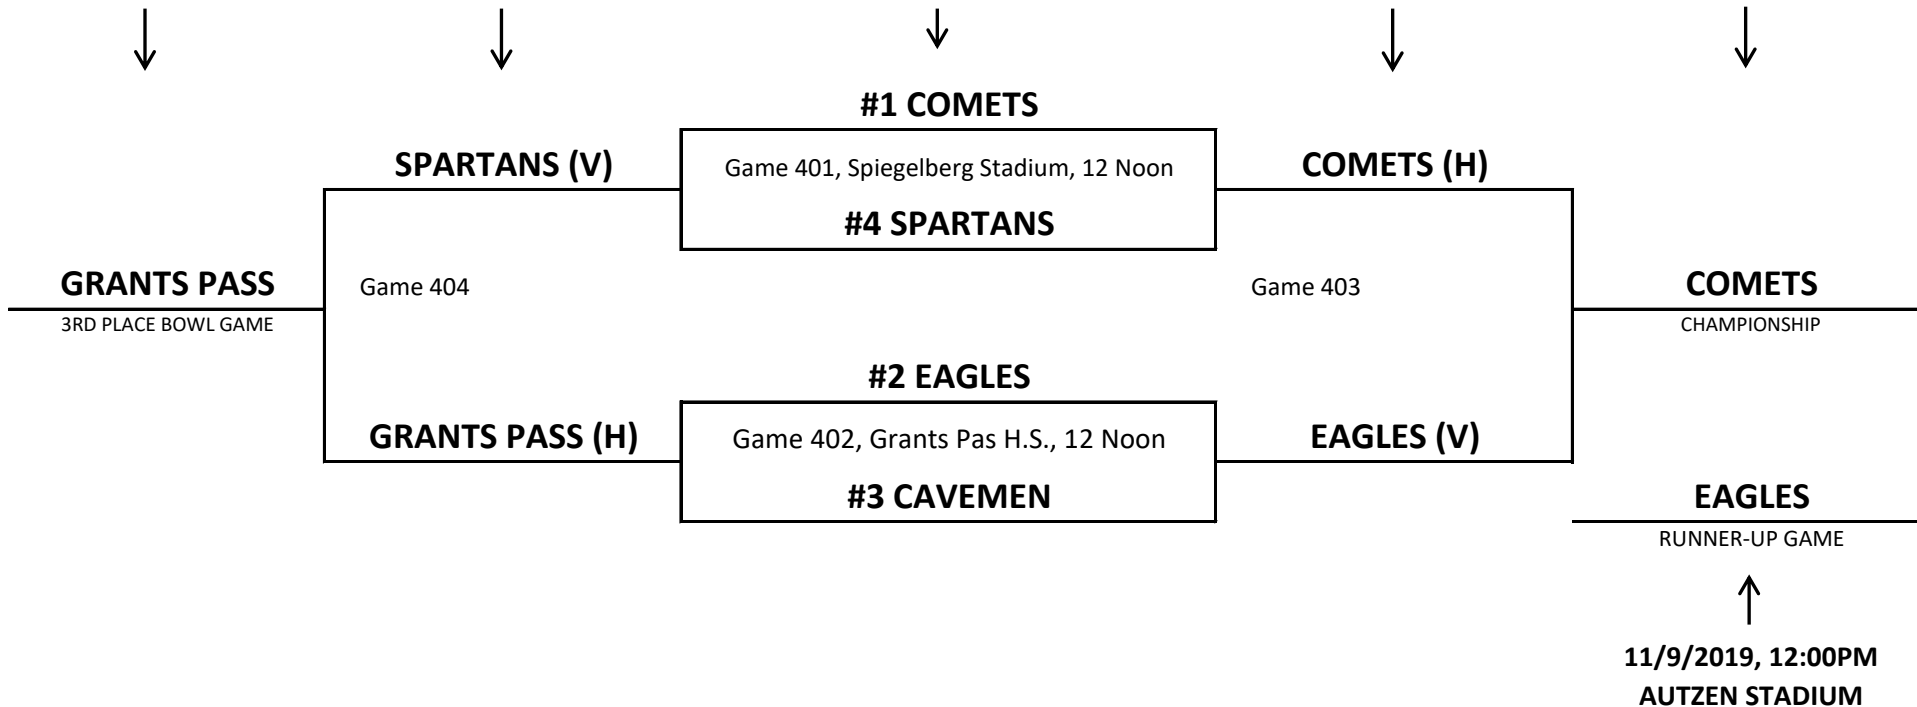 #1 COMETS
SPARTANS (V)
Game 401, Spiegelberg Stadium, 12 Noon
COMETS (H)
#4 SPARTANS
GRANTS PASS
Game 404
Game 403
COMETS
3RD PLACE BOWL GAME
CHAMPIONSHIP
#2 EAGLES
GRANTS PASS (H)
Game 402, Grants Pas H.S., 12 Noon
EAGLES (V)
#3 CAVEMEN
EAGLES
RUNNER-UP GAME
11/9/2019, 12:00PM
AUTZEN STADIUM